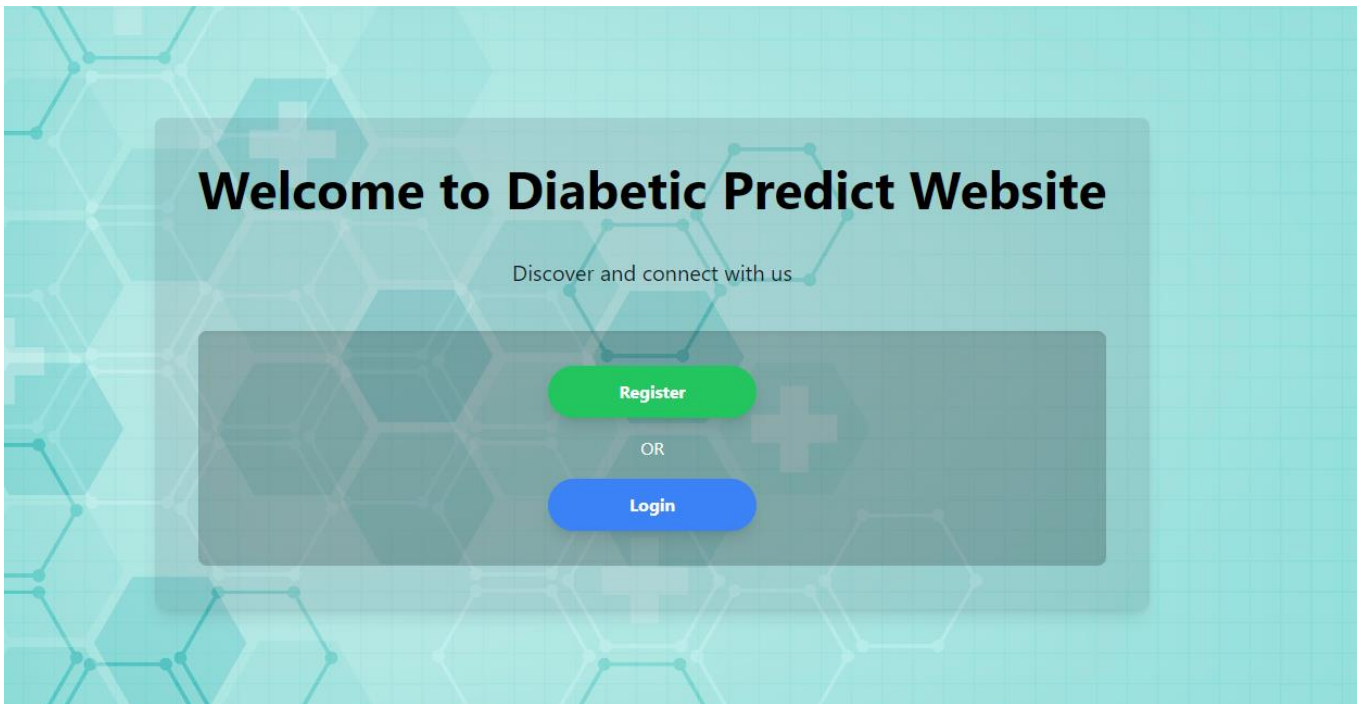 Welcome to Diabetic Predict Website
Discover and connect with us
Register
OR
Login